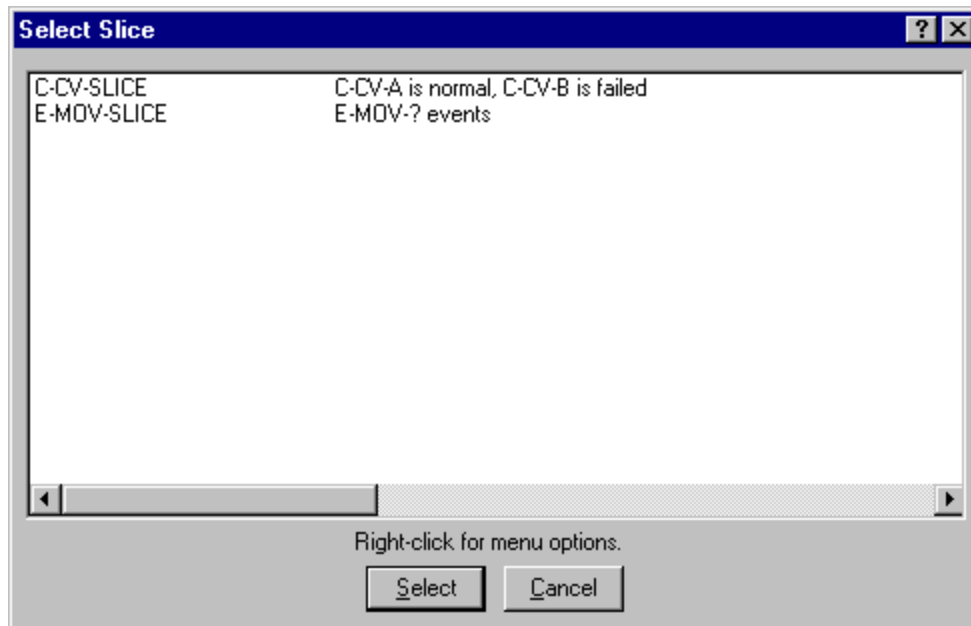 Select Slice
C-CV-SLICE C-CV-A is normal, C-CV-B is failed
E-MOV-SLICE E-MOV-? events
Right-click for menu options.
Select Cancel